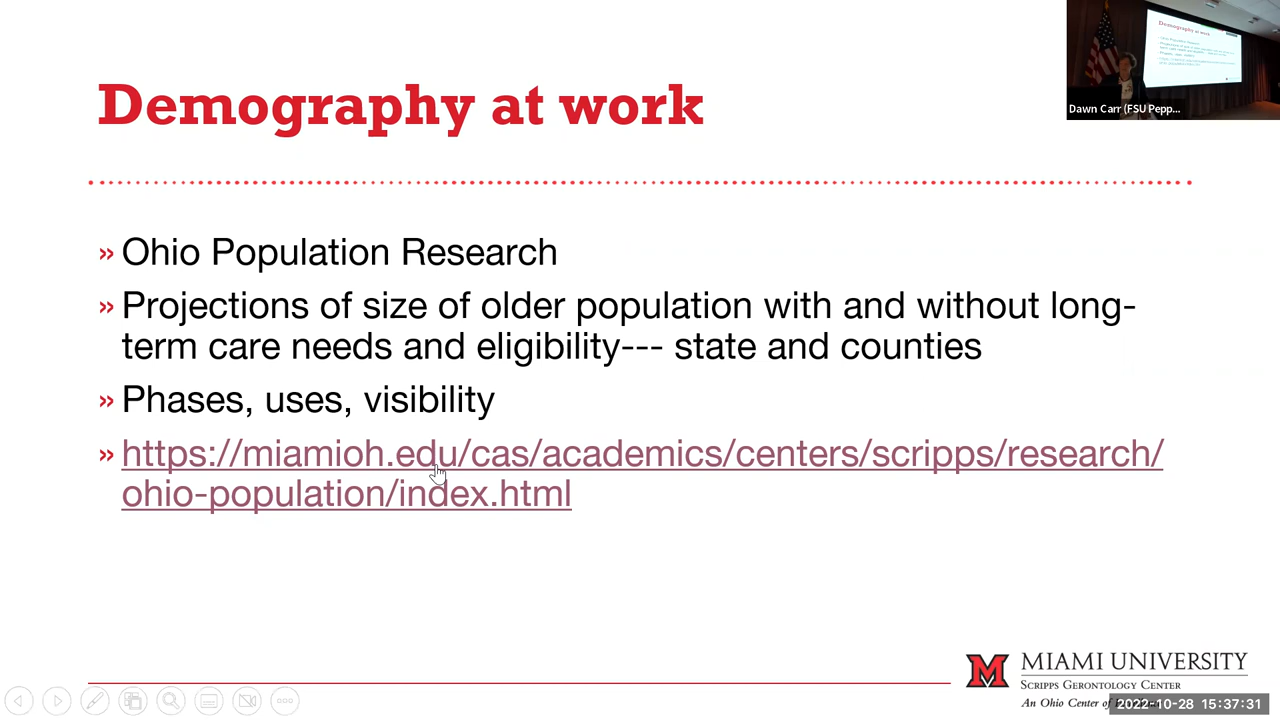 Demography at work
Dawn Carr (FSU Pepp...
» Ohio Population Research
» Projections of size of older population with and without long-
term care needs and eligibility--- state and counties
» Phases, uses, visibility
» https://miamioh.edu/cas/academics/centers/scripps/research/
ohio-population/index.html
MIAMI UNIVERSITY
SCRIPPS GERONTOLOGY CENTER
An Ohio Center of
2022-10-28 15:37:31